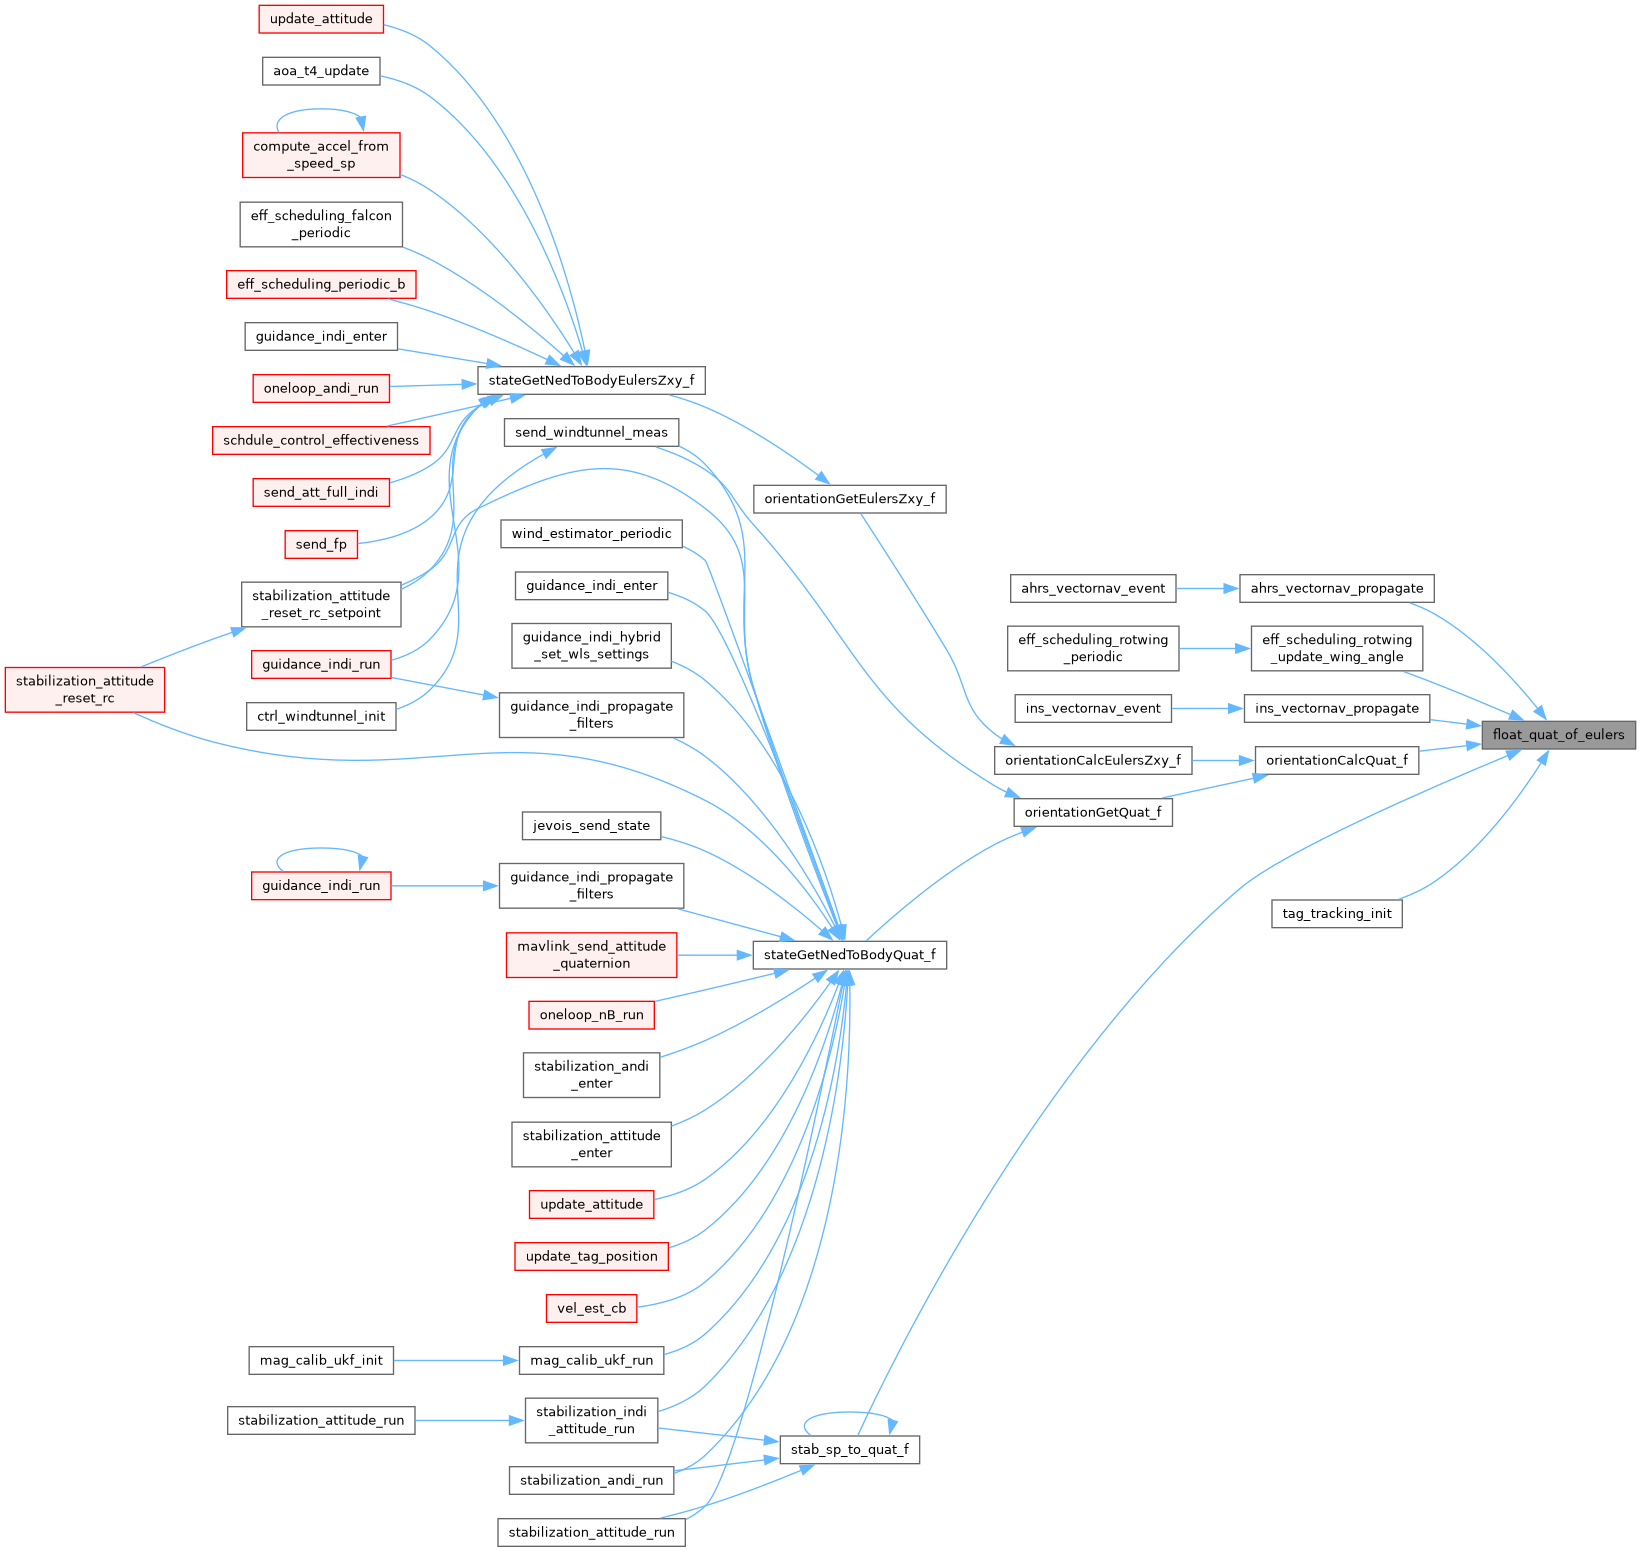 update_attitude
aoa_t4_update
compute_accel_from
_speed_sp
eff_scheduling_falcon
_periodic
eff_scheduling_periodic_b
guidance_indi_enter
oneloop_andi_run
schdule_control_effectiveness
send_att_full_indi
send_fp
stabilization_attitude
_reset_rc_setpoint
guidance_indi_run
stabilization_attitude
_reset_rc
ctrl_windtunnel_init
guidance_indi_run
mag_calib_ukf_init
stabilization_attitude_run
stateGetNedToBodyEulersZxy_f
send_windtunnel_meas
wind_estimator_periodic
guidance_indi_enter
guidance_indi_hybrid
_set_wls_settings
guidance_indi_propagate
_filters
jevois_send_state
guidance_indi_propagate
_filters
mavlink_send_attitude
_quaternion
oneloop_nB_run
stabilization_andi
_enter
stabilization_attitude
_enter
update_attitude
update_tag_position
vel_est_cb
mag_calib_ukf_run
stabilization_indi
_attitude_run
stabilization_andi_run
stabilization_attitude_run
orientationGetEulersZxy_f
stateGetNedToBodyQuat_f
stab_sp_to_quat_f
ahrs_vectornav_event
eff_scheduling_rotwing
_periodic
ins_vectornav_event
orientationCalcEulersZxy_f
orientationGetQuat_f
ahrs_vectornav_propagate
eff_scheduling_rotwing
_update_wing_angle
ins_vectornav_propagate
orientationCalcQuat_f
tag_tracking_init
float_quat_of_eulers